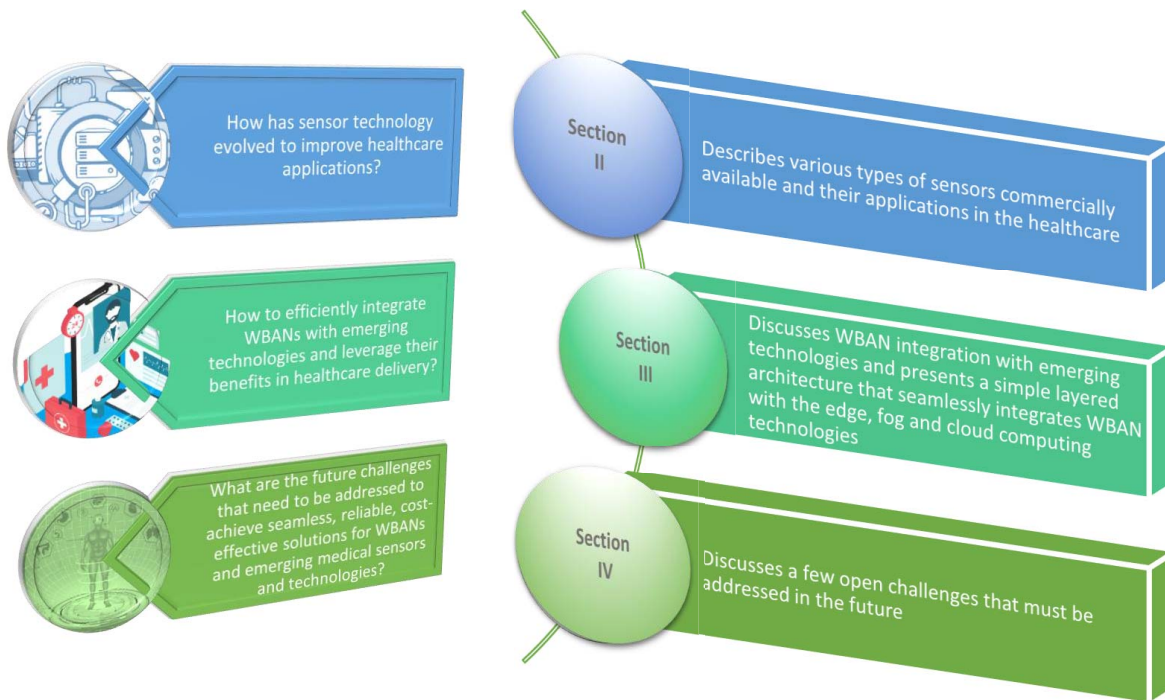 How has sensor technology
evolved to improve healthcare
applications?
How to efficiently integrate
WBANs with emerging
technologies and leverage their
benefits in healthcare delivery?
What are the future challenges
that need to be addressed to
achieve seamless, reliable, cost-
effective solutions for WBANs
and emerging medical sensors
and technologies?
Section
II
Describes various types of sensors commercially
available and their applications in the healthcare
Section
III
Discusses WBAN integration with emerging
technologies and presents a simple layered
architecture that seamlessly integrates WBAN
with the edge, fog and cloud computing
technologies
Section
IV
Discusses a few open challenges that must be
addressed in the future